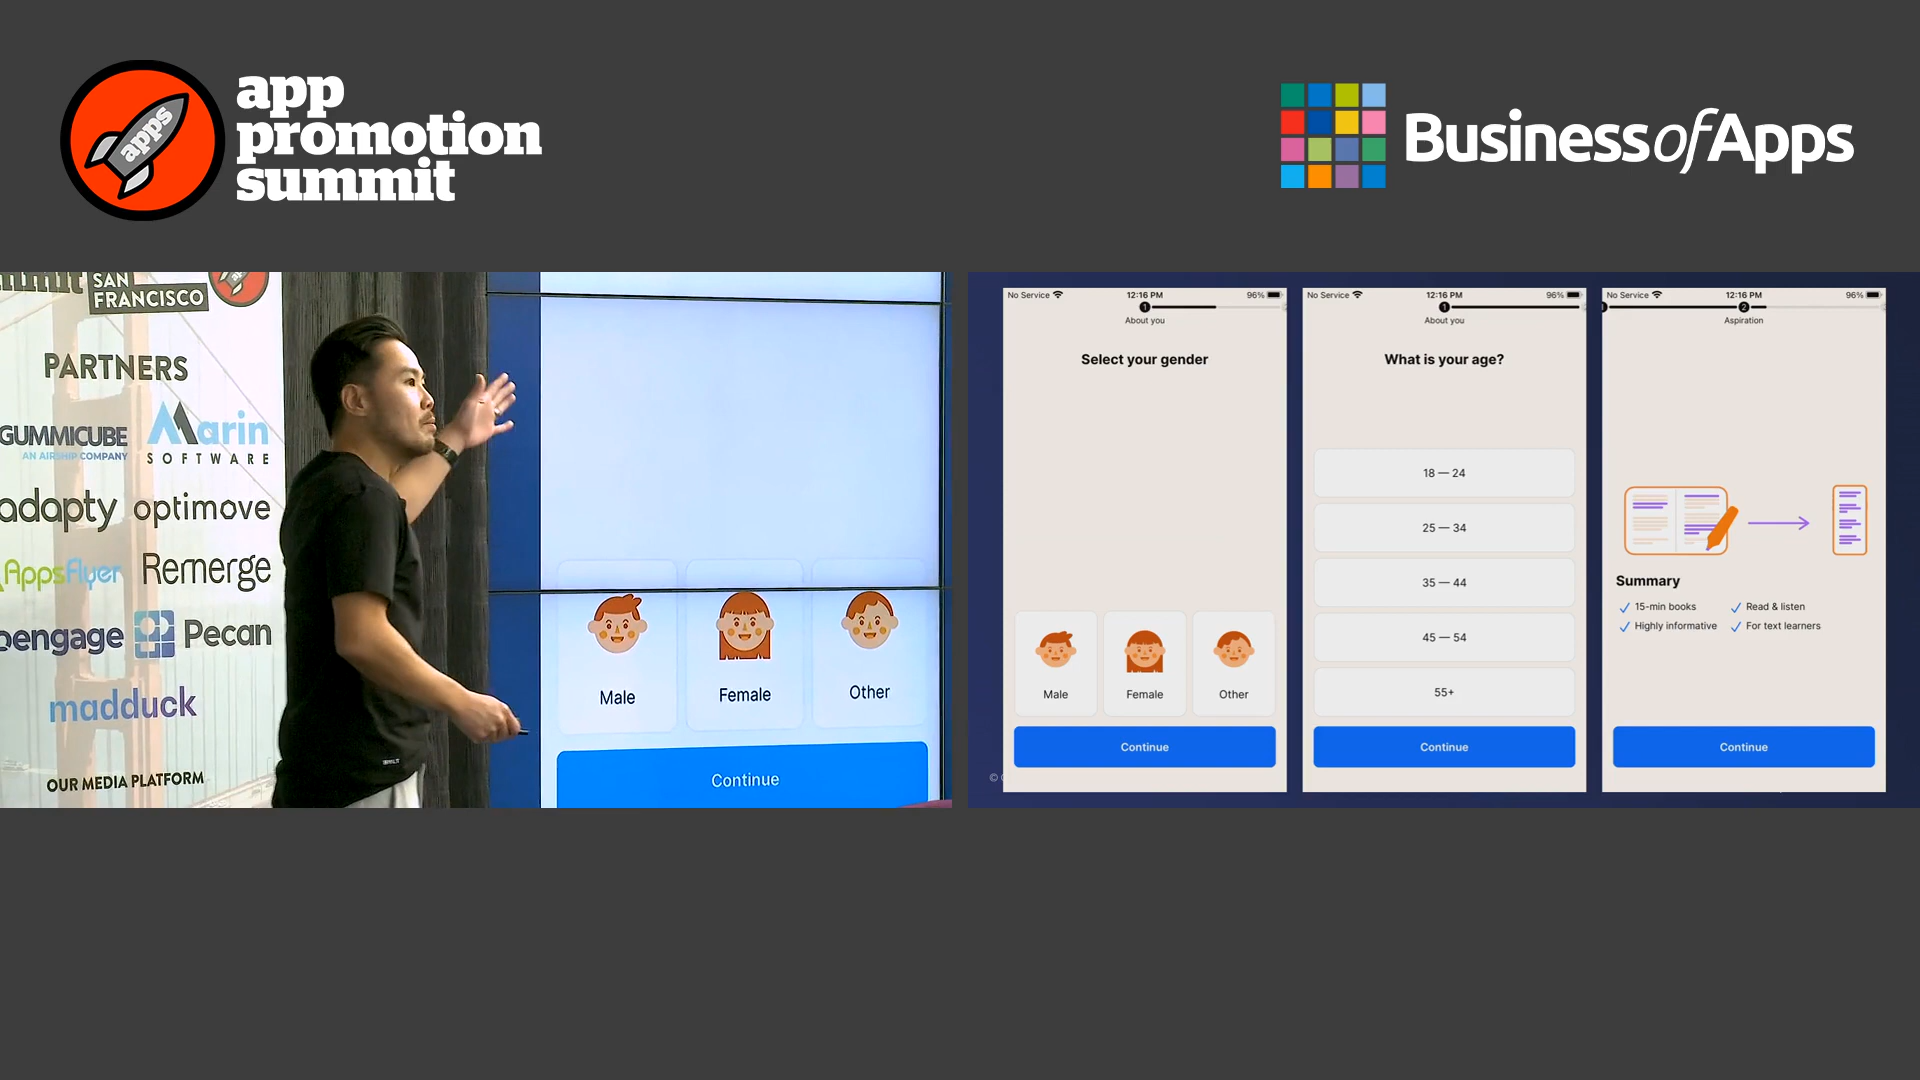 apps
app
promotion
summit
BusinessofApps
SAN
FRANCISCO
PARTNERS
GUMMICUBE
AN AIRSHIP COMPANY
Marin
SOFTWARE
adapty
optimove
AppsFlyer
Remerge
Pecan
madduck
OUR MEDIA PLATFORM
Male
Female
Other
Continue
No Service
12:16 PM
96%
1
About you
Select your gender
Male
Female
Other
Continue
No Service
12:16 PM
96%
1
About you
What is your age?
18 — 24
25 — 34
35 — 44
45 — 54
55+
Continue
No Service
12:16 PM
96%
2
Aspiration
Summary
15-min books
Read & listen
Highly informative
For text learners
Continue
©